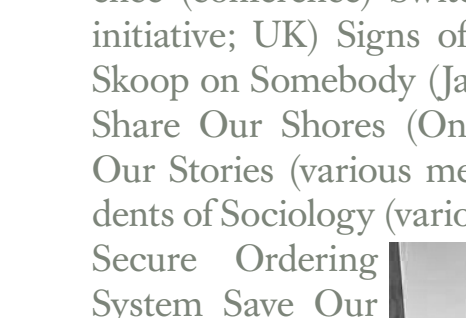 ence (conference)
initiative; UK) Signs of
Skoop on Somebody (Ja
Share Our Shores (On
Our Stories (various me
dents of Sociology (vario
Secure Ordering
System Save Our